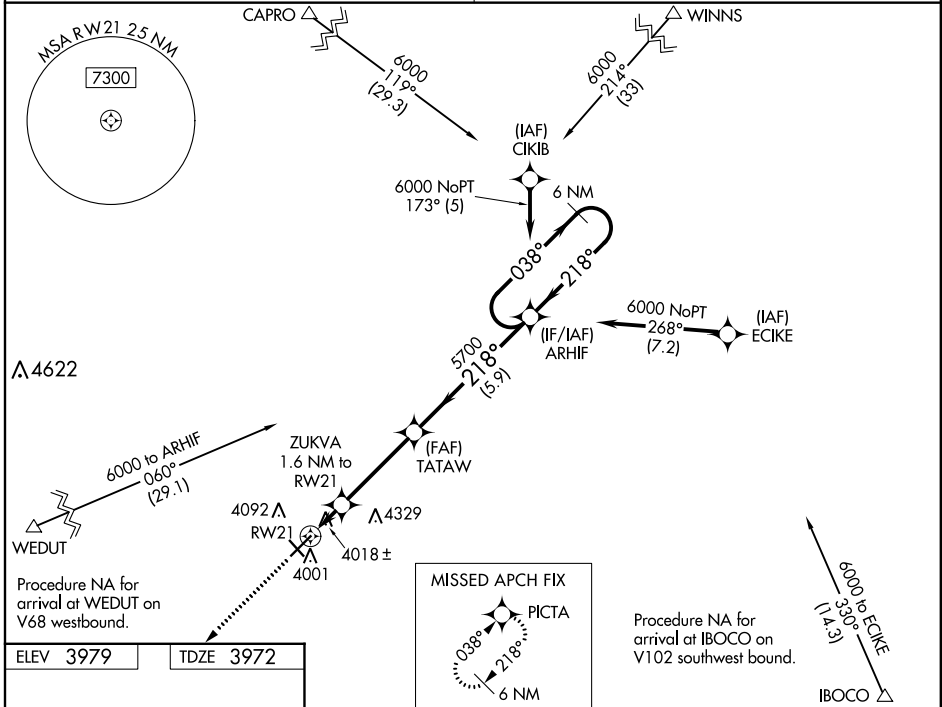 CAPRO
WINNS
MSA RW21 25 NM
7300
6000
119°
(29.3)
6000
214°
(33)
(IAF)
CIKIB
6000 NoPT
173° (5)
6 NM
038°
218°
6000 NoPT
268°
(7.2)
(IAF)
ECIKE
(IF/IAF)
ARHIF
5700
218°
(5.9)
4622
6000 to ARHIF
060°
(29.1)
ZUKVA
1.6 NM to
RW21
(FAF)
TATAW
4092
4329
RW21
4018 ±
4001
WEDUT
Procedure NA for
arrival at WEDUT on
V68 westbound.
MISSED APCH FIX
PICTA
038°
218°
6 NM
Procedure NA for
arrival at IBOCO on
V102 southwest bound.
6000 to ECIKE
330°
(14.3)
IBOCO
ELEV 3979
TDZE 3972